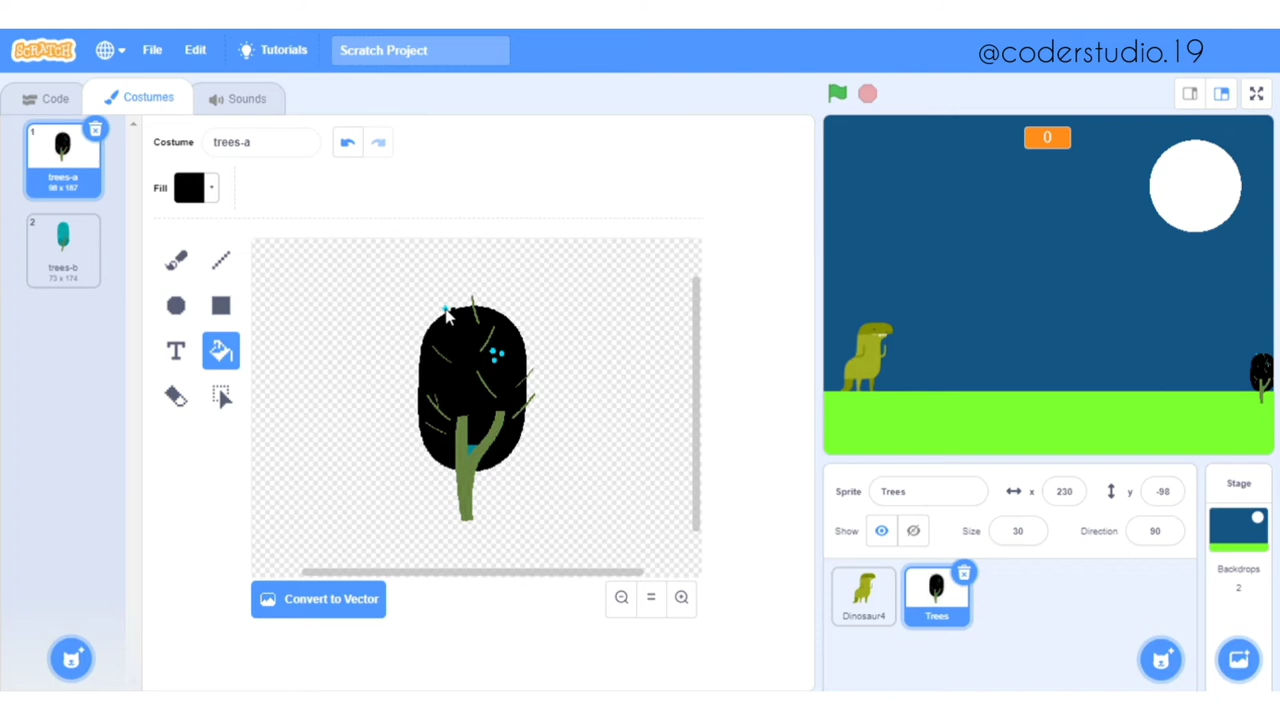 @coderstudio.19
SCRATCH
File
Edit
Tutorials
Scratch Project
Code
Costumes
Sounds
1
trees-a
98 x 187
2
trees-b
73 x 174
Costume
trees-a
Fill
T
Convert to Vector
0
Sprite
Trees
x
230
y
-98
Show
Size
30
Direction
90
Dinosaur4
Trees
Stage
Backdrops
2